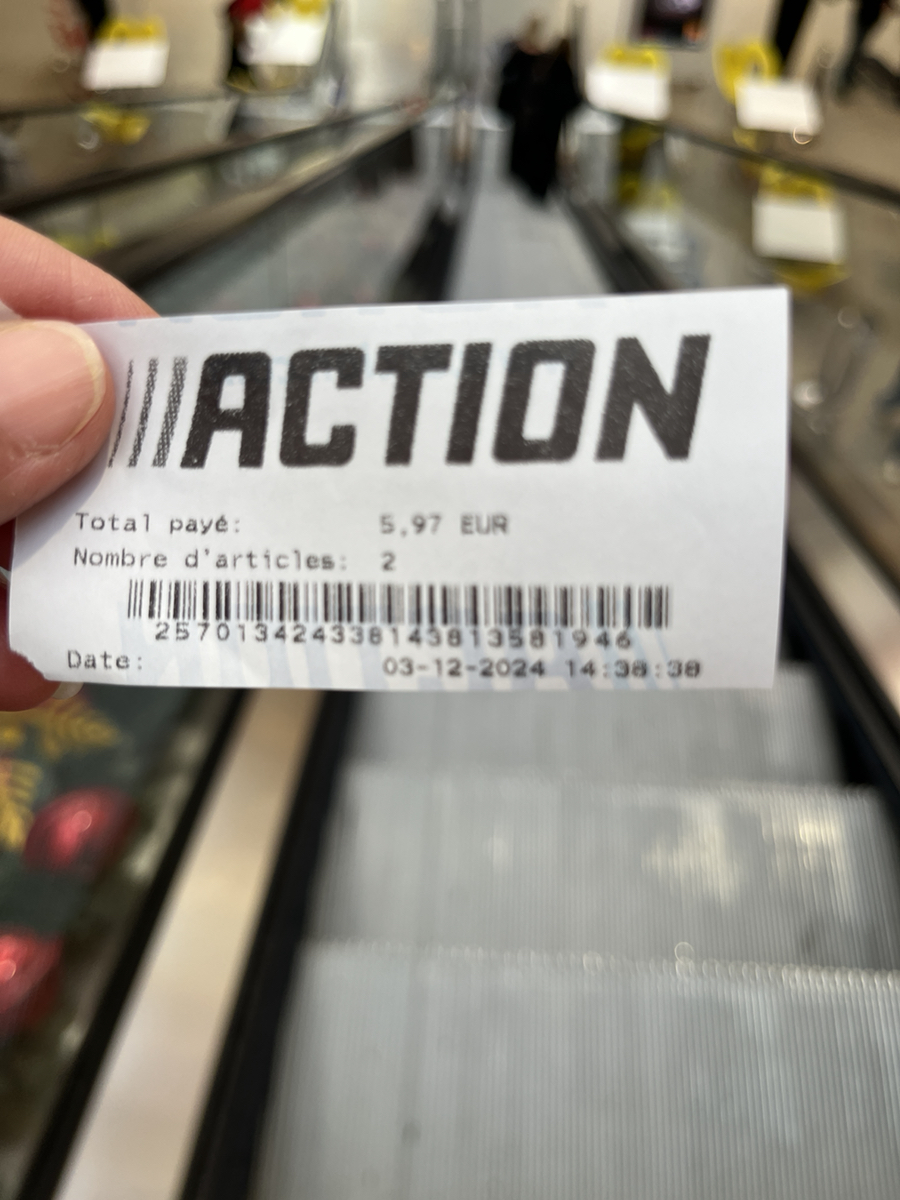 ACTION
Total payé: 5,97 EUR
Nombre d'articles: 2
257013424338143813581946
Date: 03-12-2024 14:38:38